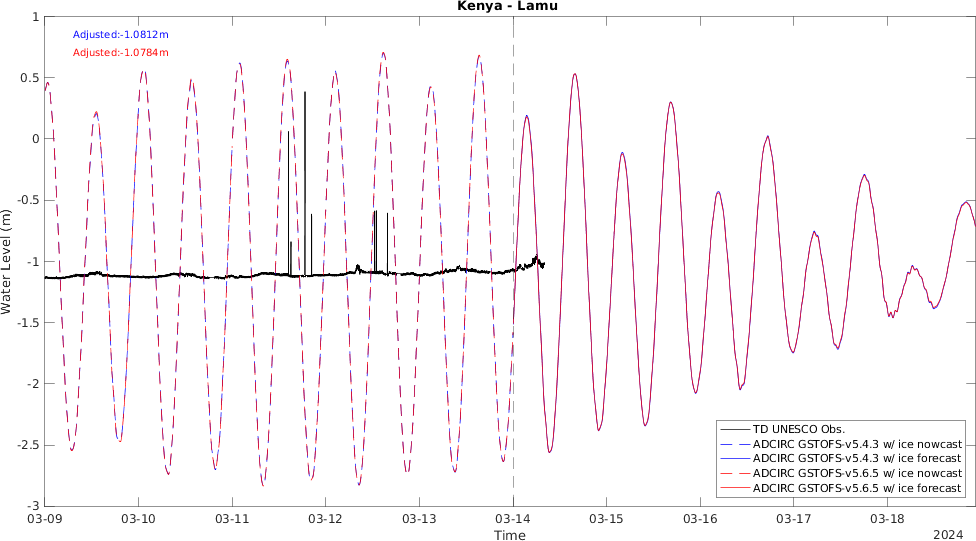 Kenya - Lamu
Adjusted:-1.0812m
Adjusted:-1.0784m
1
0.5
0
-0.5
-1
-1.5
-2
-2.5
-3
Water Level (m)
03-09 03-10 03-11 03-12 03-13 03-14 03-15 03-16 03-17 03-18
Time
2024
TD UNESCO Obs.
ADCIRC GSTOFS-v5.4.3 w/ ice nowcast
ADCIRC GSTOFS-v5.4.3 w/ ice forecast
ADCIRC GSTOFS-v5.6.5 w/ ice nowcast
ADCIRC GSTOFS-v5.6.5 w/ ice forecast